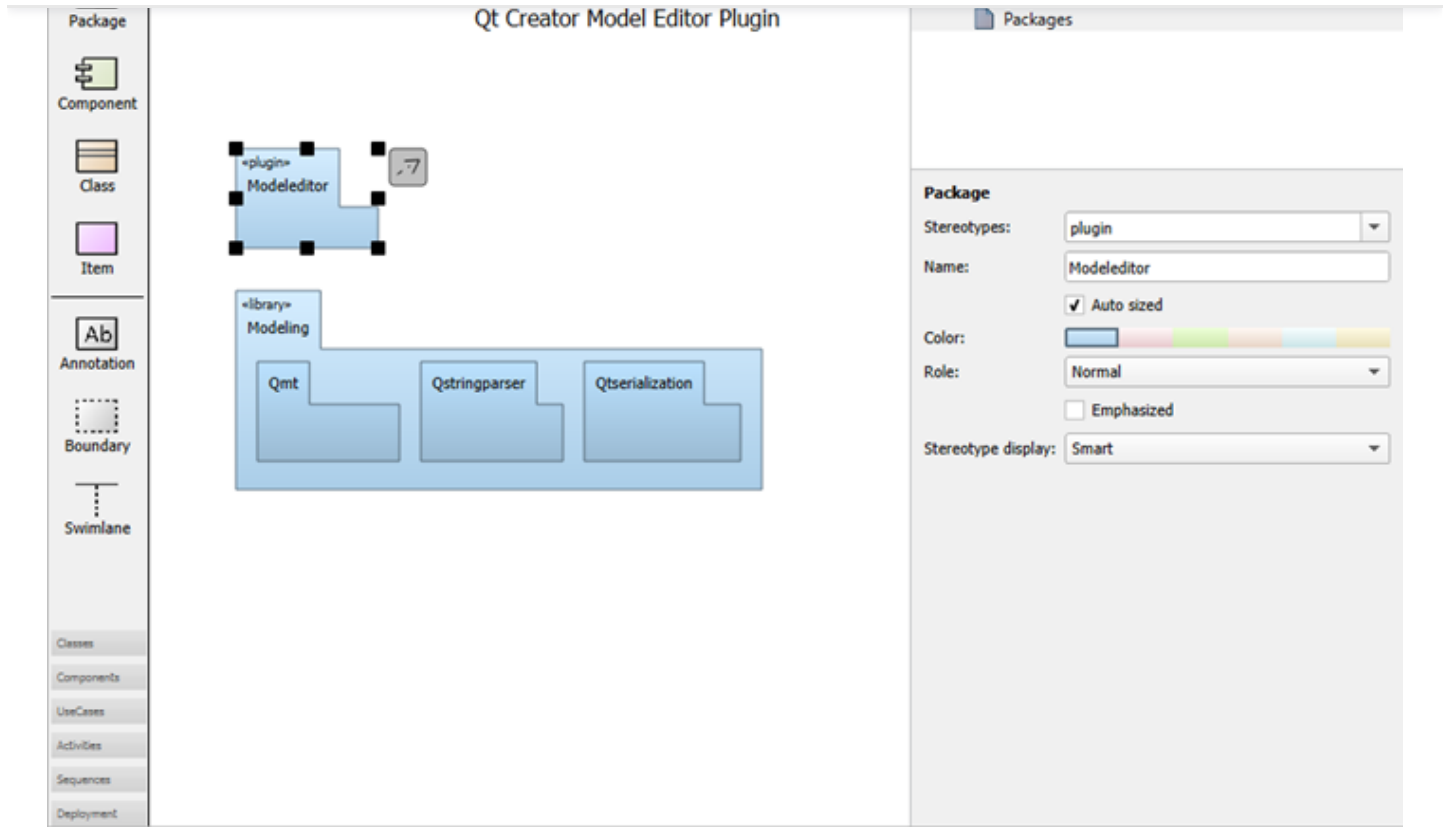 Package
Component
Class
Item
Ab
Annotation
Boundary
Swimlane
Classes
Components
UseCases
Activities
Sequences
Deployment
Qt Creator Model Editor Plugin
«plugin»
Modeleditor
«library»
Modeling
Qmt
Qstringparser
Qtserialization
Packages
Package
Stereotypes: plugin
Name: Modeleditor
Auto sized
Color:
Role: Normal
Emphasized
Stereotype display: Smart